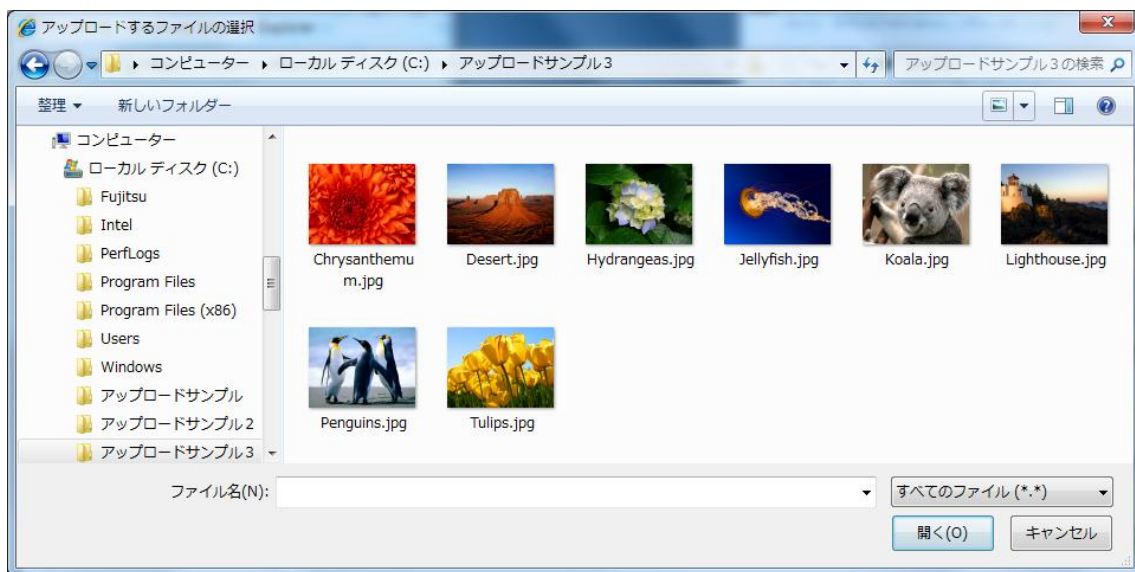 アップロードするファイルの選択
コンピューター ▸ ローカル ディスク (C:) ▸ アップロードサンプル3
アップロードサンプル3の検索
整理 新しいフォルダー
コンピューター
ローカル ディスク (C:)
Fujitsu
Intel
PerfLogs
Program Files
Program Files (x86)
Users
Windows
アップロードサンプル
アップロードサンプル2
アップロードサンプル3
Chrysanthemu
m.jpg
Desert.jpg
Hydrangeas.jpg
Jellyfish.jpg
Koala.jpg
Lighthouse.jpg
Penguins.jpg
Tulips.jpg
ファイル名(N):
すべてのファイル (*.*)
開く(O)
キャンセル